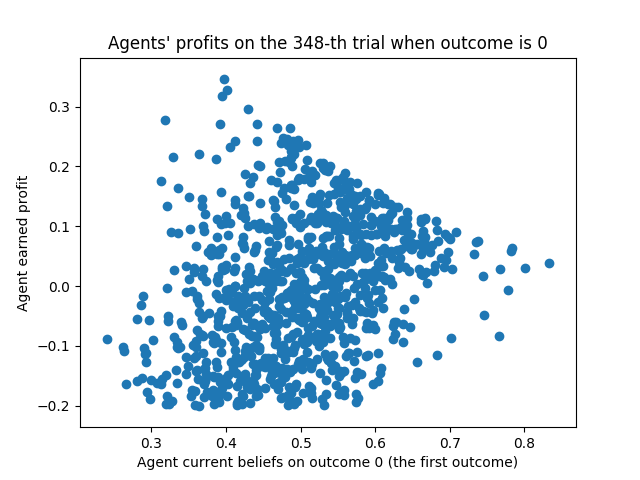 Agents' profits on the 348-th trial when outcome is 0
Agent earned profit
0.3
0.2
0.1
0.0
−0.1
−0.2
0.3 0.4 0.5 0.6 0.7 0.8
Agent current beliefs on outcome 0 (the first outcome)